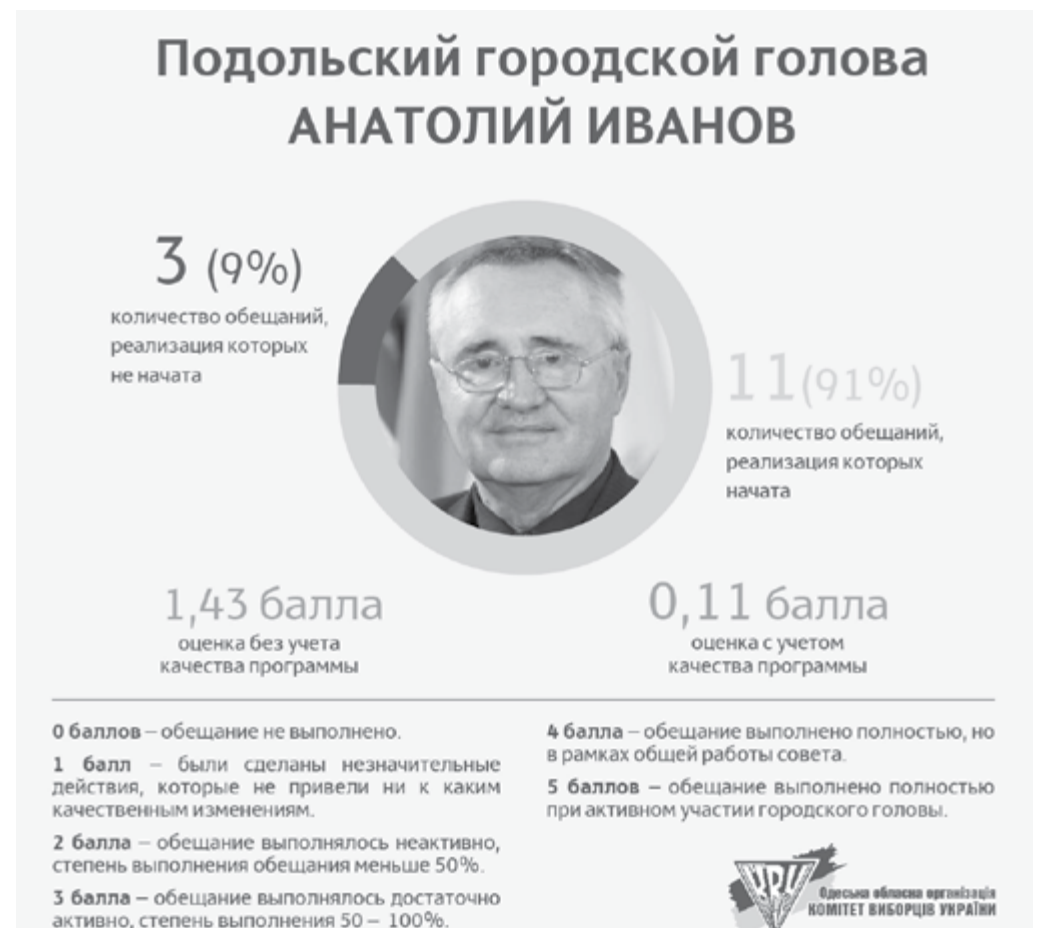 Подольский городской голова
АНАТОЛИЙ ИВАНОВ
3 (9%)
количество обещаний,
реализация которых
не начата
11(91%)
количество обещаний,
реализация которых
начата
1,43 балла
оценка без учета
качества программы
0,11 балла
оценка с учетом
качества программы
0 баллов – обещание не выполнено.
1 балл – были сделаны незначительные
действия, которые не привели ни к каким
качественным изменениям.
2 балла – обещание выполнялось неактивно,
степень выполнения обещания меньше 50%.
3 балла – обещание выполнялось достаточно
активно, степень выполнения 50 – 100%.
4 балла – обещание выполнено полностью, но
в рамках общей работы совета.
5 баллов – обещание выполнено полностью
при активном участии городского головы.
Одеська обласна організація
КОМІТЕТ ВИБОРЦІВ УКРАЇНИ